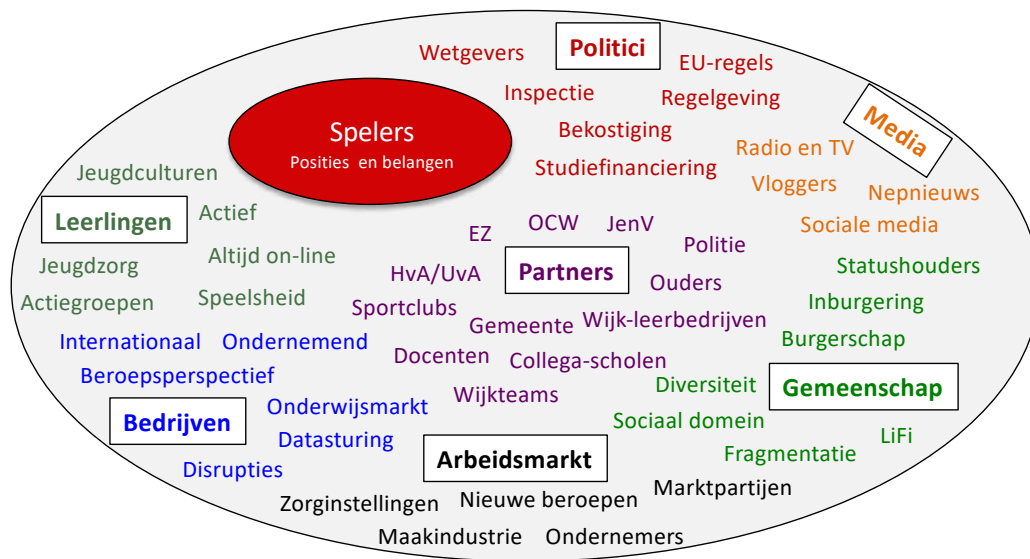 Politici
Wetgevers
EU-regels
Inspectie
Regelgeving
Bekostiging
Studiefinanciering
Spelers
Posities en belangen
Media
Radio en TV
Vloggers
Nepnieuws
Sociale media
Jeugdculturen
Leerlingen
Actief
Altijd on-line
Jeugdzorg
Speelsheid
Actiegroepen
EZ
OCW
JenV
Politie
HvA/UvA
Partners
Ouders
Sportclubs
Gemeente
Wijk-leerbedrijven
Docenten
Collega-scholen
Wijkteams
Statushouders
Inburgering
Burgerschap
Diversiteit
Gemeenschap
Sociaal domein
LiFi
Fragmentatie
Internationaal
Ondernemend
Beroepsperspectief
Bedrijven
Onderwijsmarkt
Datasturing
Disrupties
Arbeidsmarkt
Zorginstellingen
Nieuwe beroepen
Marktpartijen
Maakindustrie
Ondernemers